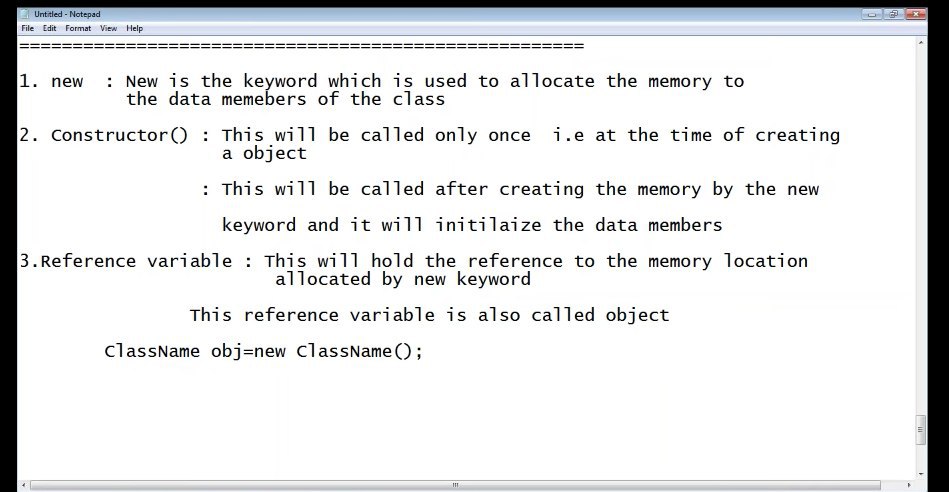 Untitled - Notepad
File Edit Format View Help
=====================================================
1. new : New is the keyword which is used to allocate the memory to
the data memebers of the class
2. Constructor() : This will be called only once i.e at the time of creating
a object
: This will be called after creating the memory by the new
keyword and it will initilaize the data members
3.Reference variable : This will hold the reference to the memory location
allocated by new keyword
This reference variable is also called object
ClassName obj=new ClassName();